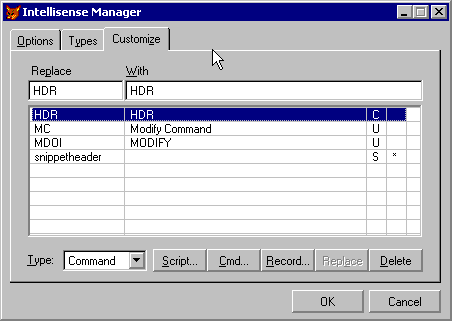 Intellisense Manager
Options Types Customize
Replace With
HDR HDR
HDR HDR C
MC Modify Command U
MDOI MODIFY U
snippetheader S *
Type: Command Script... Cmd... Record... Replace Delete
OK Cancel